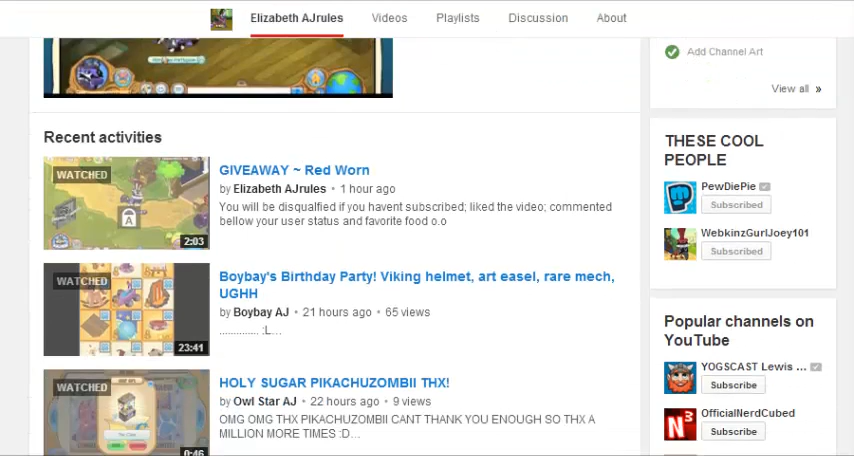 Elizabeth AJrules Videos Playlists Discussion About
Add Channel Art
View all »
Recent activities
WATCHED
2:03
GIVEAWAY ~ Red Worn
by Elizabeth AJrules • 1 hour ago
You will be disqualfied if you havent subscribed; liked the video; commented
bellow your user status and favorite food o.o
WATCHED
23:41
Boybay's Birthday Party! Viking helmet, art easel, rare mech,
UGHH
by Boybay AJ • 21 hours ago • 65 views
.............. :L...
WATCHED
0:46
HOLY SUGAR PIKACHUZOMBII THX!
by Owl Star AJ • 22 hours ago • 9 views
OMG OMG THX PIKACHUZOMBII CANT THANK YOU ENOUGH SO THX A
MILLION MORE TIMES :D...
THESE COOL
PEOPLE
PewDiePie
Subscribed
WebkinzGurlJoey101
Subscribed
Popular channels on
YouTube
YOGSCAST Lewis ...
Subscribe
N3
OfficialNerdCubed
Subscribe